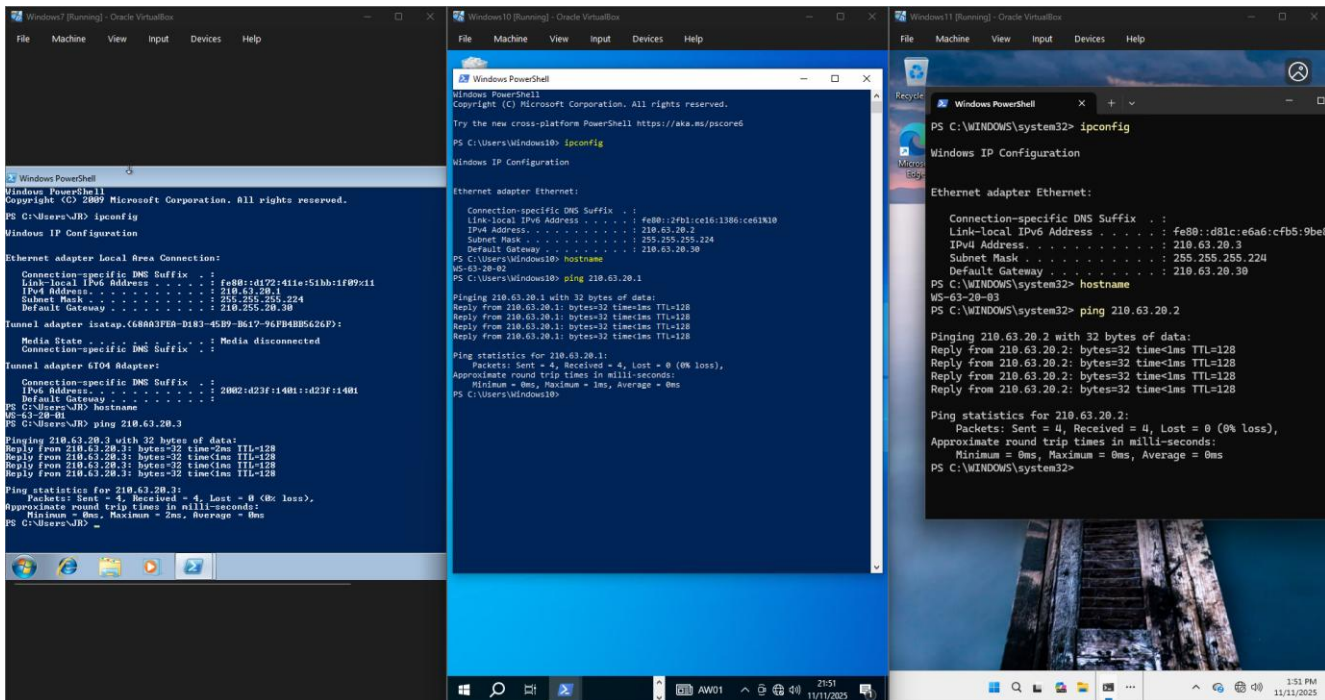 Windows7 [Running] - Oracle VirtualBox
File Machine View Input Devices Help
Windows PowerShell
Windows PowerShell
Copyright (C) 2009 Microsoft Corporation. All rights reserved.
PS C:\Users\JR> ipconfig
Windows IP Configuration
Ethernet adapter Local Area Connection:
Connection-specific DNS Suffix . :
Link-local IPv6 Address . . . . . : fe80::d172:411e:51bb:1f09%11
IPv4 Address. . . . . . . . . . . : 210.63.20.1
Subnet Mask . . . . . . . . . . . : 255.255.255.224
Default Gateway . . . . . . . . . : 210.255.20.30
Tunnel adapter isatap.{68AA3FEA-D183-45B9-B617-96FB4BB5626F}:
Media State . . . . . . . . . . . : Media disconnected
Connection-specific DNS Suffix . :
Tunnel adapter 6TO4 Adapter:
Connection-specific DNS Suffix . :
IPv6 Address. . . . . . . . . . . : 2002:d23f:1401::d23f:1401
Default Gateway . . . . . . . . . :
PS C:\Users\JR> hostname
WS-63-20-01
PS C:\Users\JR> ping 210.63.20.3
Pinging 210.63.20.3 with 32 bytes of data:
Reply from 210.63.20.3: bytes=32 time=2ms TTL=128
Reply from 210.63.20.3: bytes=32 time<1ms TTL=128
Reply from 210.63.20.3: bytes=32 time<1ms TTL=128
Reply from 210.63.20.3: bytes=32 time<1ms TTL=128
Ping statistics for 210.63.20.3:
Packets: Sent = 4, Received = 4, Lost = 0 (0% loss),
Approximate round trip times in milli-seconds:
Minimum = 0ms, Maximum = 2ms, Average = 0ms
PS C:\Users\JR> _
Windows10 [Running] - Oracle VirtualBox
File Machine View Input Devices Help
Windows PowerShell
Windows PowerShell
Copyright (C) Microsoft Corporation. All rights reserved.
Try the new cross-platform PowerShell https://aka.ms/pscore6
PS C:\Users\Windows10> ipconfig
Windows IP Configuration
Ethernet adapter Ethernet:
Connection-specific DNS Suffix . :
Link-local IPv6 Address . . . . . : fe80::2fb1:ce16:1386:ce61%10
IPv4 Address. . . . . . . . . . . : 210.63.20.2
Subnet Mask . . . . . . . . . . . : 255.255.255.224
Default Gateway . . . . . . . . . : 210.63.20.30
PS C:\Users\Windows10> hostname
WS-63-20-02
PS C:\Users\Windows10> ping 210.63.20.1
Pinging 210.63.20.1 with 32 bytes of data:
Reply from 210.63.20.1: bytes=32 time=1ms TTL=128
Reply from 210.63.20.1: bytes=32 time<1ms TTL=128
Reply from 210.63.20.1: bytes=32 time<1ms TTL=128
Reply from 210.63.20.1: bytes=32 time<1ms TTL=128
Ping statistics for 210.63.20.1:
Packets: Sent = 4, Received = 4, Lost = 0 (0% loss),
Approximate round trip times in milli-seconds:
Minimum = 0ms, Maximum = 1ms, Average = 0ms
PS C:\Users\Windows10>
AW01
21:51
11/11/2025
Windows11 [Running] - Oracle VirtualBox
File Machine View Input Devices Help
Recycle
Edge
Windows PowerShell
PS C:\WINDOWS\system32> ipconfig
Windows IP Configuration
Ethernet adapter Ethernet:
Connection-specific DNS Suffix . :
Link-local IPv6 Address . . . . . : fe80::d81c:e6a6:cfb5:9be
IPv4 Address. . . . . . . . . . . : 210.63.20.3
Subnet Mask . . . . . . . . . . . : 255.255.255.224
Default Gateway . . . . . . . . . : 210.63.20.30
PS C:\WINDOWS\system32> hostname
WS-63-20-03
PS C:\WINDOWS\system32> ping 210.63.20.2
Pinging 210.63.20.2 with 32 bytes of data:
Reply from 210.63.20.2: bytes=32 time<1ms TTL=128
Reply from 210.63.20.2: bytes=32 time<1ms TTL=128
Reply from 210.63.20.2: bytes=32 time<1ms TTL=128
Reply from 210.63.20.2: bytes=32 time<1ms TTL=128
Ping statistics for 210.63.20.2:
Packets: Sent = 4, Received = 4, Lost = 0 (0% loss),
Approximate round trip times in milli-seconds:
Minimum = 0ms, Maximum = 0ms, Average = 0ms
PS C:\WINDOWS\system32>
1:51 PM
11/11/2025